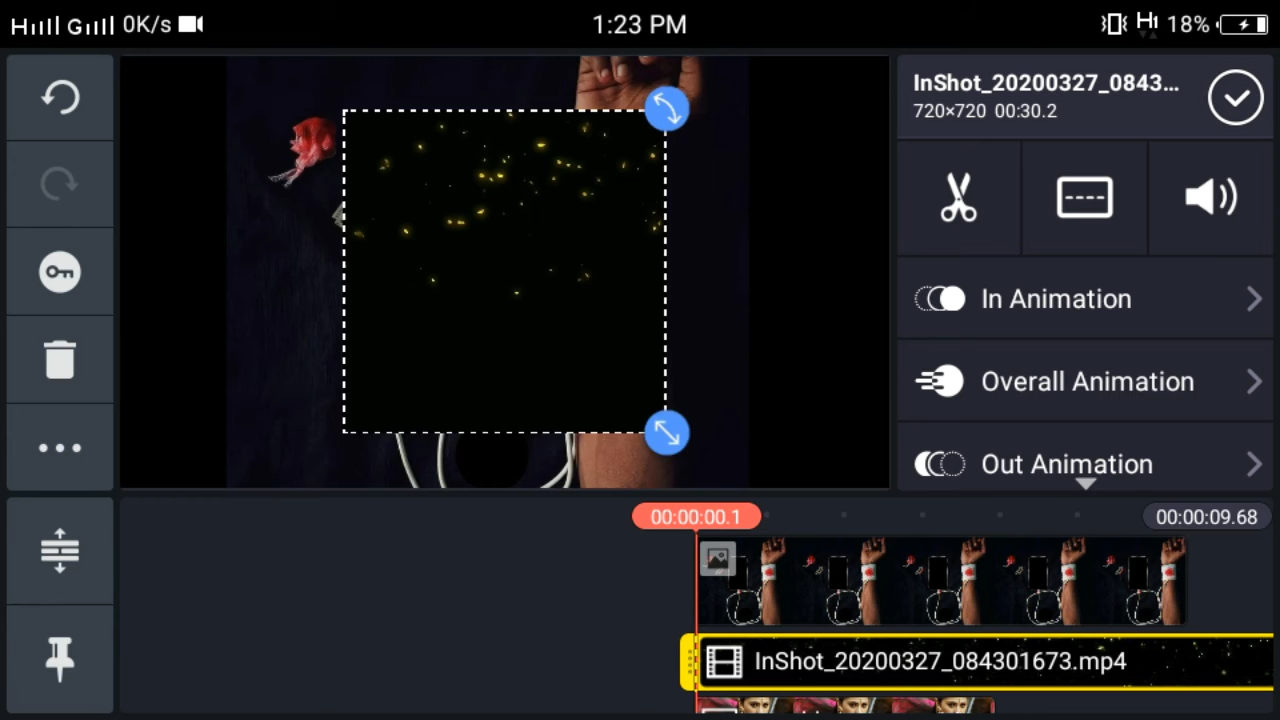 0K/s
1:23 PM
H1 18%
InShot_20200327_0843...
720×720 00:30.2
In Animation
Overall Animation
Out Animation
00:00:00.1
00:00:09.68
InShot_20200327_084301673.mp4